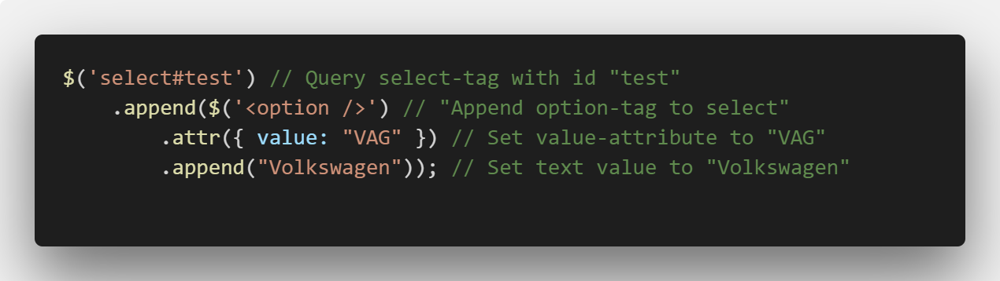 $('select#test') // Query select-tag with id "test"
    .append($('<option />') // "Append option-tag to select"
        .attr({ value: "VAG" }) // Set value-attribute to "VAG"
        .append("Volkswagen")); // Set text value to "Volkswagen"